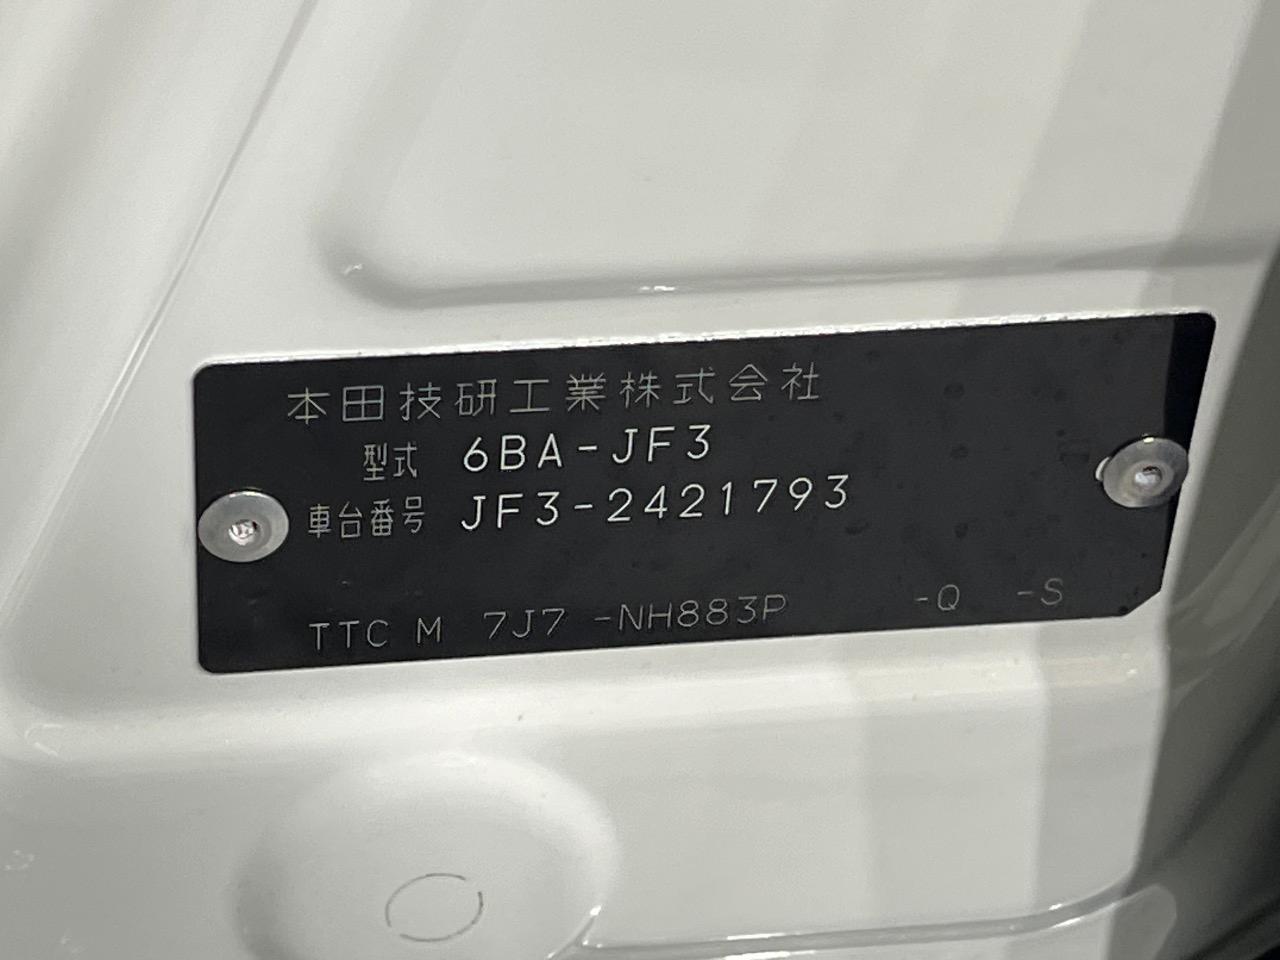 本田技研工業株式会社
型式 6BA-JF3
車台番号 JF3-2421793
TTC M 7J7 -NH883P -Q -S